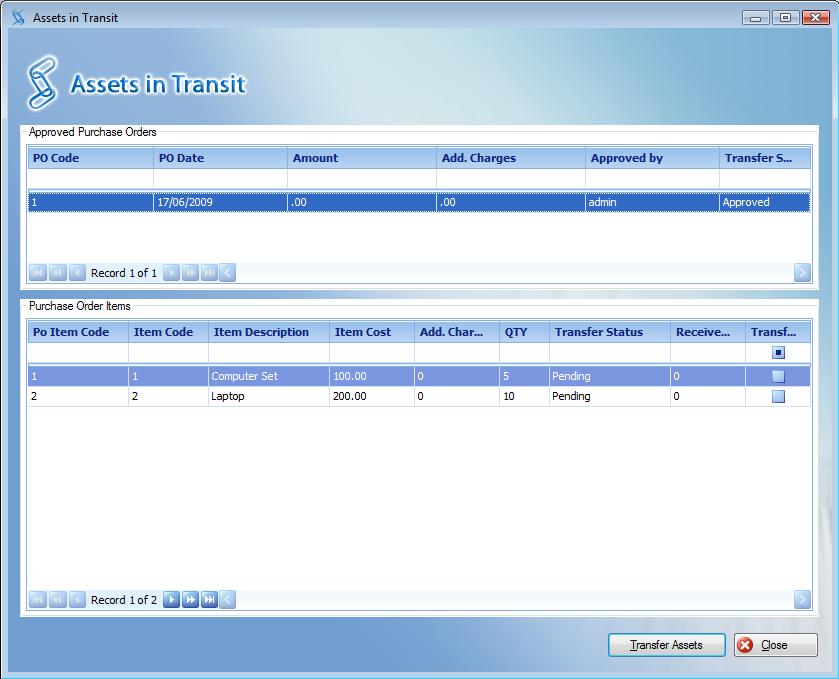 Assets in Transit
Assets in Transit
Approved Purchase Orders
PO Code PO Date Amount Add. Charges Approved by Transfer S...
1 17/06/2009 .00 .00 admin Approved
Record 1 of 1
Purchase Order Items
Po Item Code Item Code Item Description Item Cost Add. Char... QTY Transfer Status Receive... Transf...
1 1 Computer Set 100.00 0 5 Pending 0
2 2 Laptop 200.00 0 10 Pending 0
Record 1 of 2
Transfer Assets Close